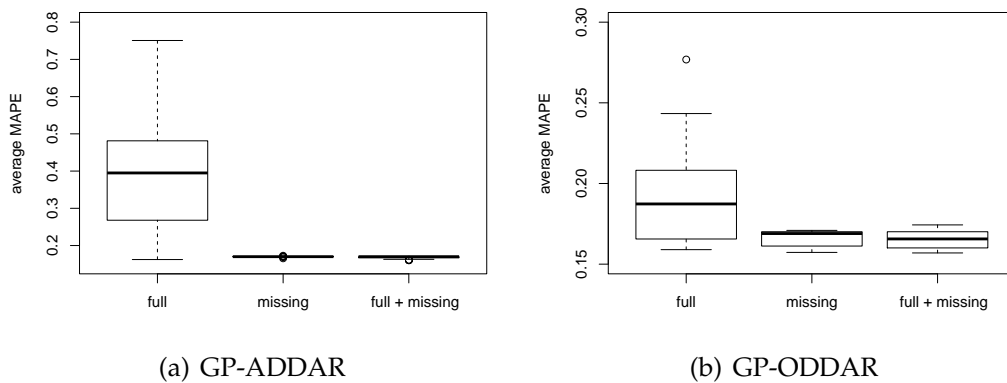 average MAPE
0.8
0.7
0.6
0.5
0.4
0.3
0.2
full
missing
full + missing
(a) GP-ADDAR
average MAPE
0.30
0.25
0.20
0.15
full
missing
full + missing
(b) GP-ODDAR